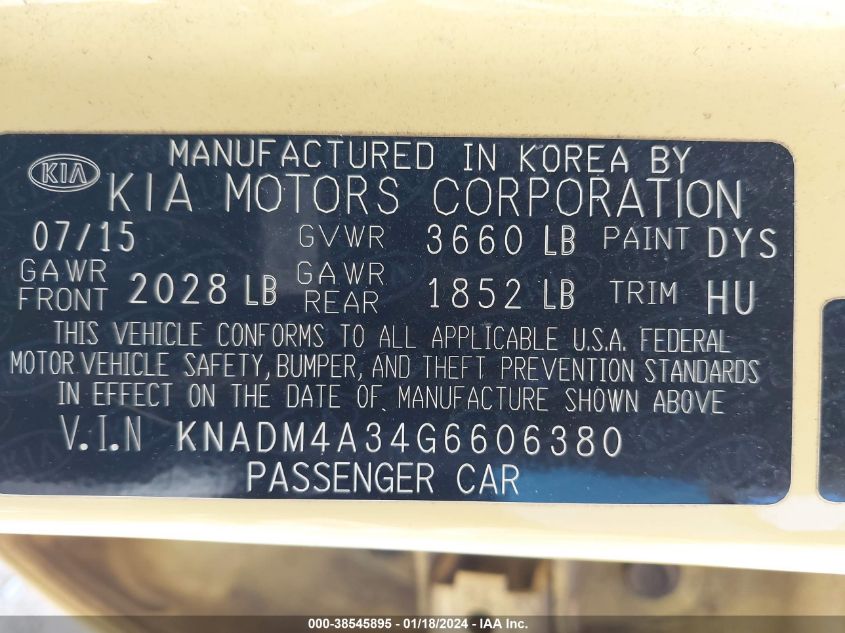 MANUFACTURED IN KOREA BY
KIA KIA MOTORS CORPORATION
07/15 GVWR 3660 LB PAINT DYS
GAWR FRONT 2028 LB GAWR REAR 1852 LB TRIM HU
THIS VEHICLE CONFORMS TO ALL APPLICABLE U.S.A. FEDERAL
MOTOR VEHICLE SAFETY, BUMPER, AND THEFT PREVENTION STANDARDS
IN EFFECT ON THE DATE OF MANUFACTURE SHOWN ABOVE
V.I.N KNADM4A34G6606380
PASSENGER CAR
000-38545895 - 01/18/2024 - IAA Inc.